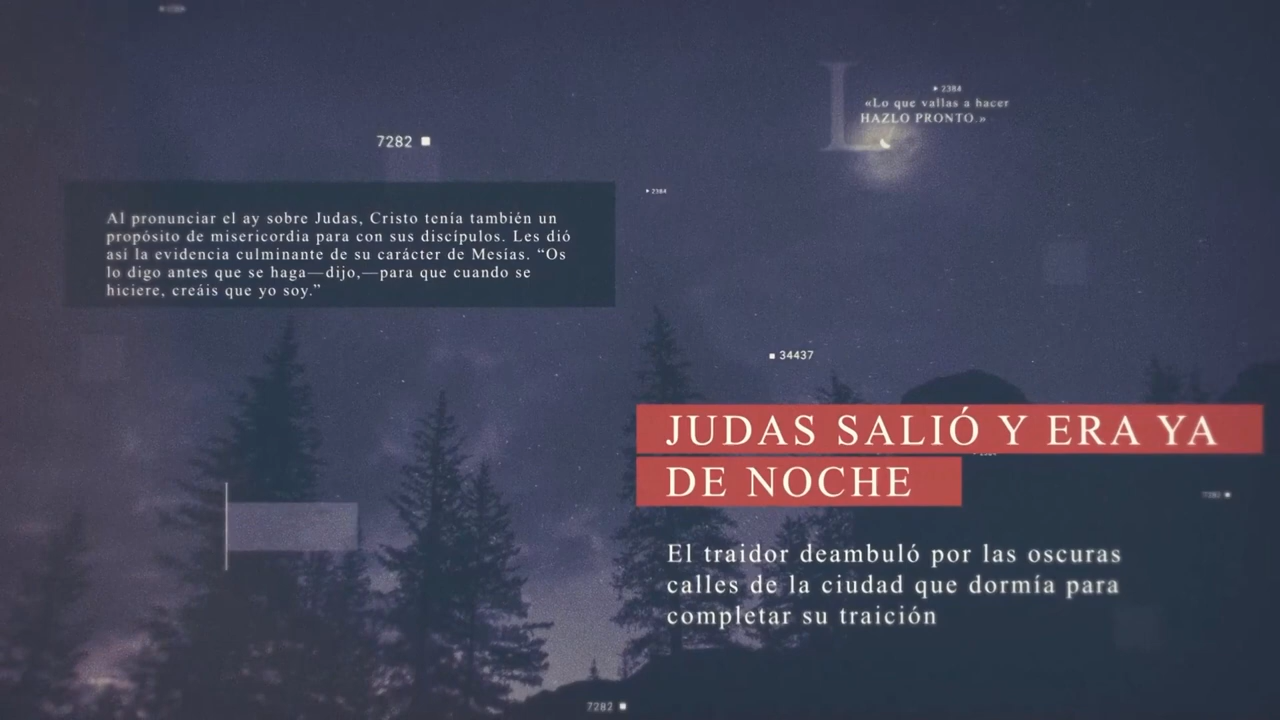 L
▸ 2384
«Lo que vallas a hacer
HAZLO PRONTO.»
7282
▸ 2384
Al pronunciar el ay sobre Judas, Cristo tenía también un
propósito de misericordia para con sus discípulos. Les dió
así la evidencia culminante de su carácter de Mesías. “Os
lo digo antes que se haga—dijo,—para que cuando se
hiciere, creáis que yo soy.”
34437
JUDAS SALIÓ Y ERA YA
DE NOCHE
El traidor deambuló por las oscuras
calles de la ciudad que dormía para
completar su traición
7282